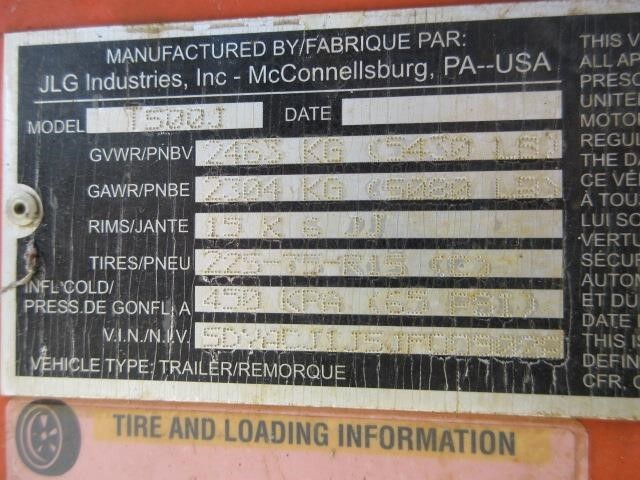 MANUFACTURED BY/FABRIQUE PAR:
JLG Industries, Inc - McConnellsburg, PA--USA
MODEL T500J DATE
GVWR/PNBV 2463 KG (5430 LB)
GAWR/PNBE 2304 KG (5080 LB)
RIMS/JANTE 15 X 6 JJ
TIRES/PNEU 225-75-R15 (E)
INFL COLD/
PRESS.DE GONFL. A 450 KPA (65 PSI)
V.I.N./N.I.V.
VEHICLE TYPE: TRAILER/REMORQUE
THIS V
ALL AP
PRESC
UNITE
MOTO
REGUL
THE DA
CE VÉ
À TOU
LUI SO
VERTU
SÉCUR
AUTOM
ET DU
DATE
THIS
DEFIN
CFR. C
TIRE AND LOADING INFORMATION